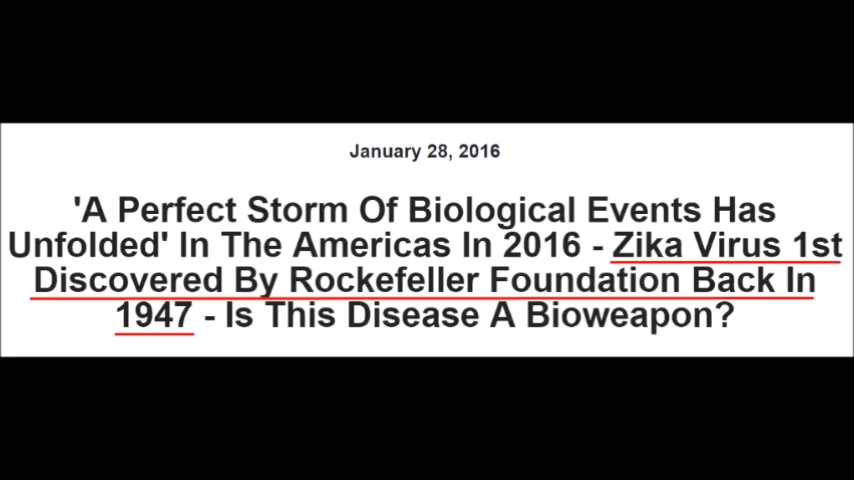 January 28, 2016
'A Perfect Storm Of Biological Events Has
Unfolded' In The Americas In 2016 - Zika Virus 1st
Discovered By Rockefeller Foundation Back In
1947 - Is This Disease A Bioweapon?